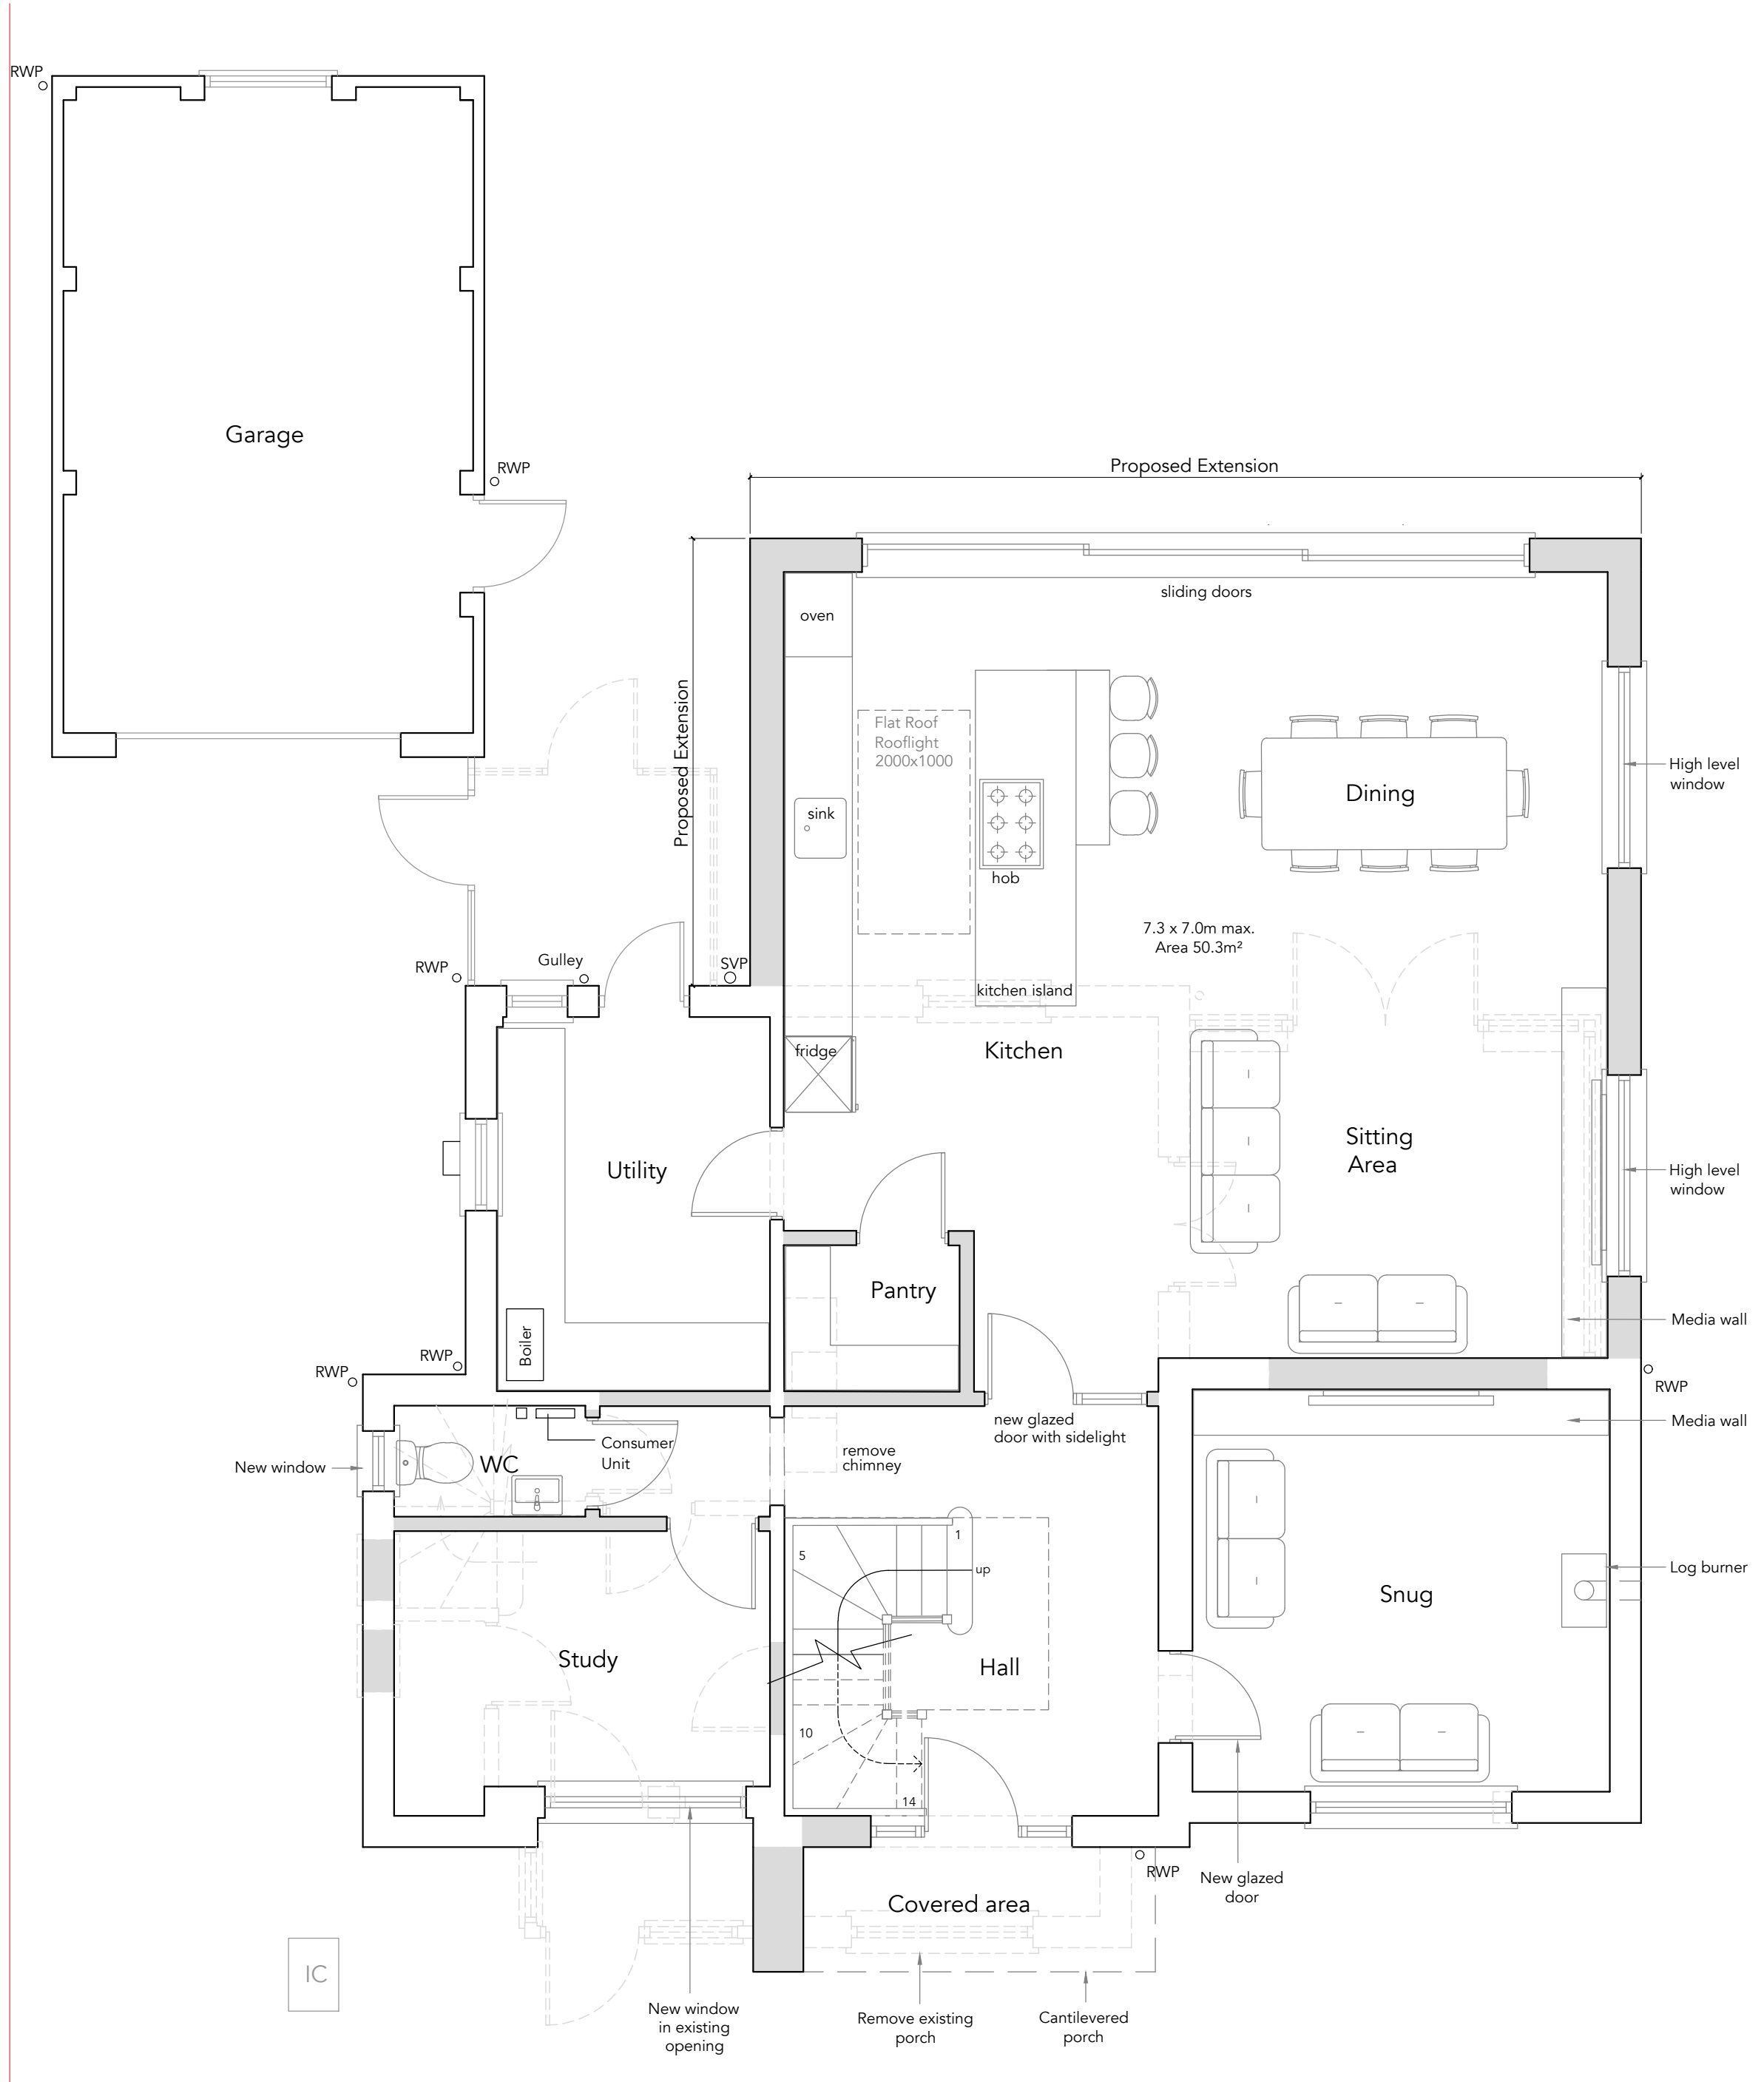 RWP
Garage
RWP
Proposed Extension
sliding doors
oven
Proposed Extension
Flat Roof
Rooflight
2000x1000
sink
hob
Dining
High level
window
7.3 x 7.0m max.
Area 50.3m²
RWP
Gulley
SVP
kitchen island
fridge
Kitchen
Utility
Sitting
Area
High level
window
Pantry
Boiler
Media wall
RWP
RWP
RWP
new glazed
door with sidelight
Media wall
Consumer
Unit
remove
chimney
New window
WC
1
5
up
Log burner
Snug
Study
Hall
10
14
RWP
New glazed
door
Covered area
IC
New window
in existing
opening
Remove existing
porch
Cantilevered
porch